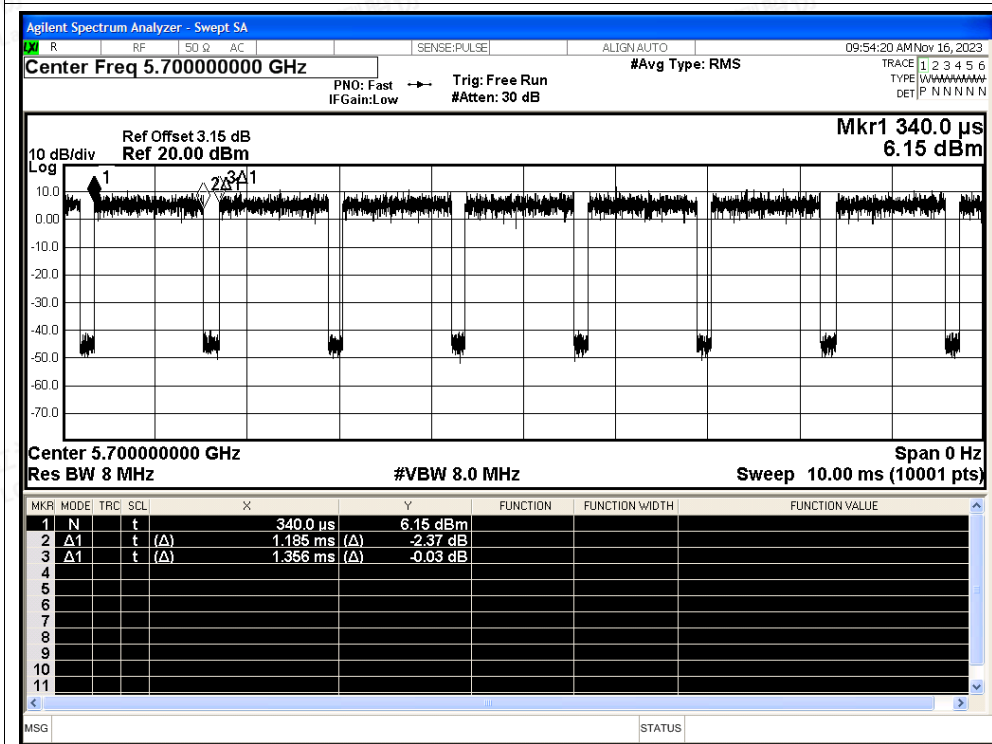 Agilent Spectrum Analyzer - Swept SA
LXI R RF 50 Ω AC SENSE:PULSE ALIGN AUTO 09:54:20 AM Nov 16, 2023
Center Freq 5.700000000 GHz
PNO: Fast
IFGain:Low
Trig: Free Run
#Atten: 30 dB
#Avg Type: RMS
TRACE 1 2 3 4 5 6
TYPE W
DET P N N N N N
Mkr1 340.0 µs
6.15 dBm
Ref Offset 3.15 dB
10 dB/div Ref 20.00 dBm
Log
1 2Δ1 3Δ1
10.0
0.00
-10.0
-20.0
-30.0
-40.0
-50.0
-60.0
-70.0
Center 5.700000000 GHz Span 0 Hz
Res BW 8 MHz #VBW 8.0 MHz Sweep 10.00 ms (10001 pts)
MKR MODE TRC SCL X Y FUNCTION FUNCTION WIDTH FUNCTION VALUE
1 N t 340.0 µs 6.15 dBm
2 Δ1 t (Δ) 1.185 ms (Δ) -2.37 dB
3 Δ1 t (Δ) 1.356 ms (Δ) -0.03 dB
4
5
6
7
8
9
10
11
MSG STATUS